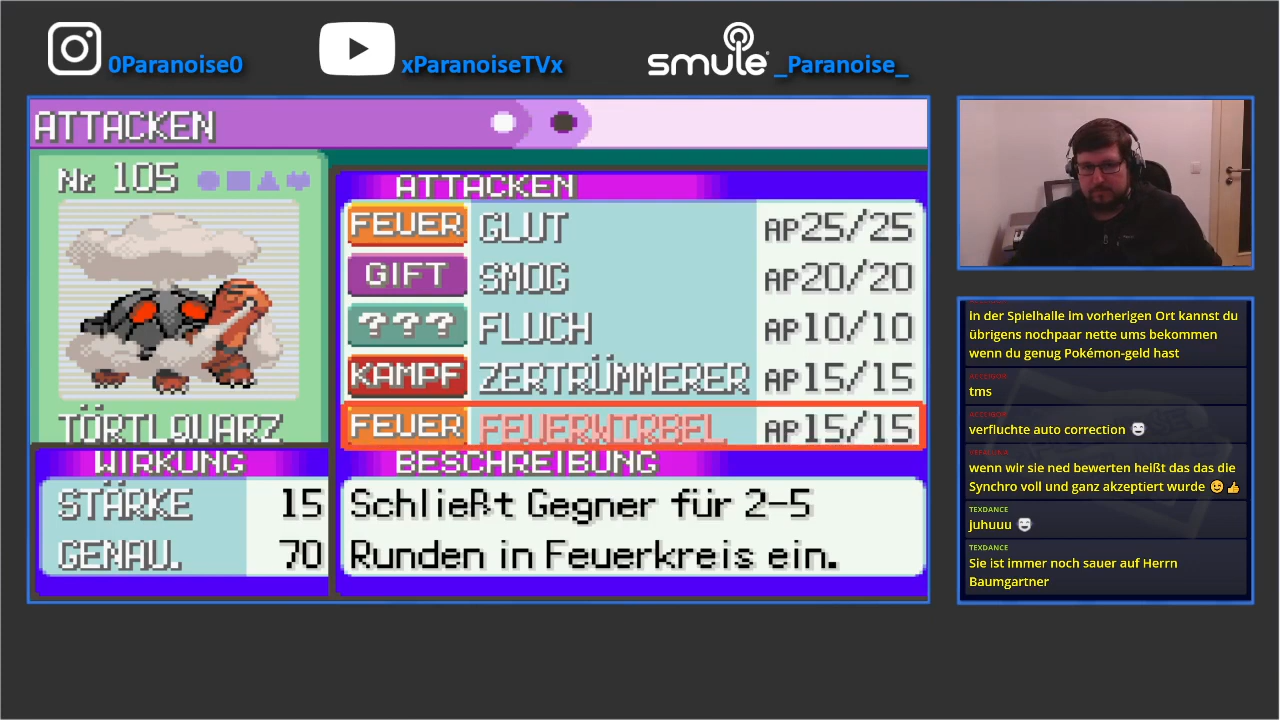 0Paranoise0
xParanoiseTVx
smule
_Paranoise_
ATTACKEN
Nr. 105
TÖRTLQUARZ
ATTACKEN
FEUER GLUT AP25/25
GIFT SMOG AP20/20
??? FLUCH AP10/10
KAMPF ZERTRÜMMERER AP15/15
FEUER FEUERWIRBEL AP15/15
WIRKUNG
STÄRKE 15
GENAU. 70
BESCHREIBUNG
Schließt Gegner für 2-5
Runden in Feuerkreis ein.
in der Spielhalle im vorherigen Ort kannst du
übrigens nochpaar nette ums bekommen
wenn du genug Pokémon-geld hast
tms
verfluchte auto correction
wenn wir sie ned bewerten heißt das das die
Synchro voll und ganz akzeptiert wurde
TEXDANCE
juhuuu
TEXDANCE
Sie ist immer noch sauer auf Herrn
Baumgartner